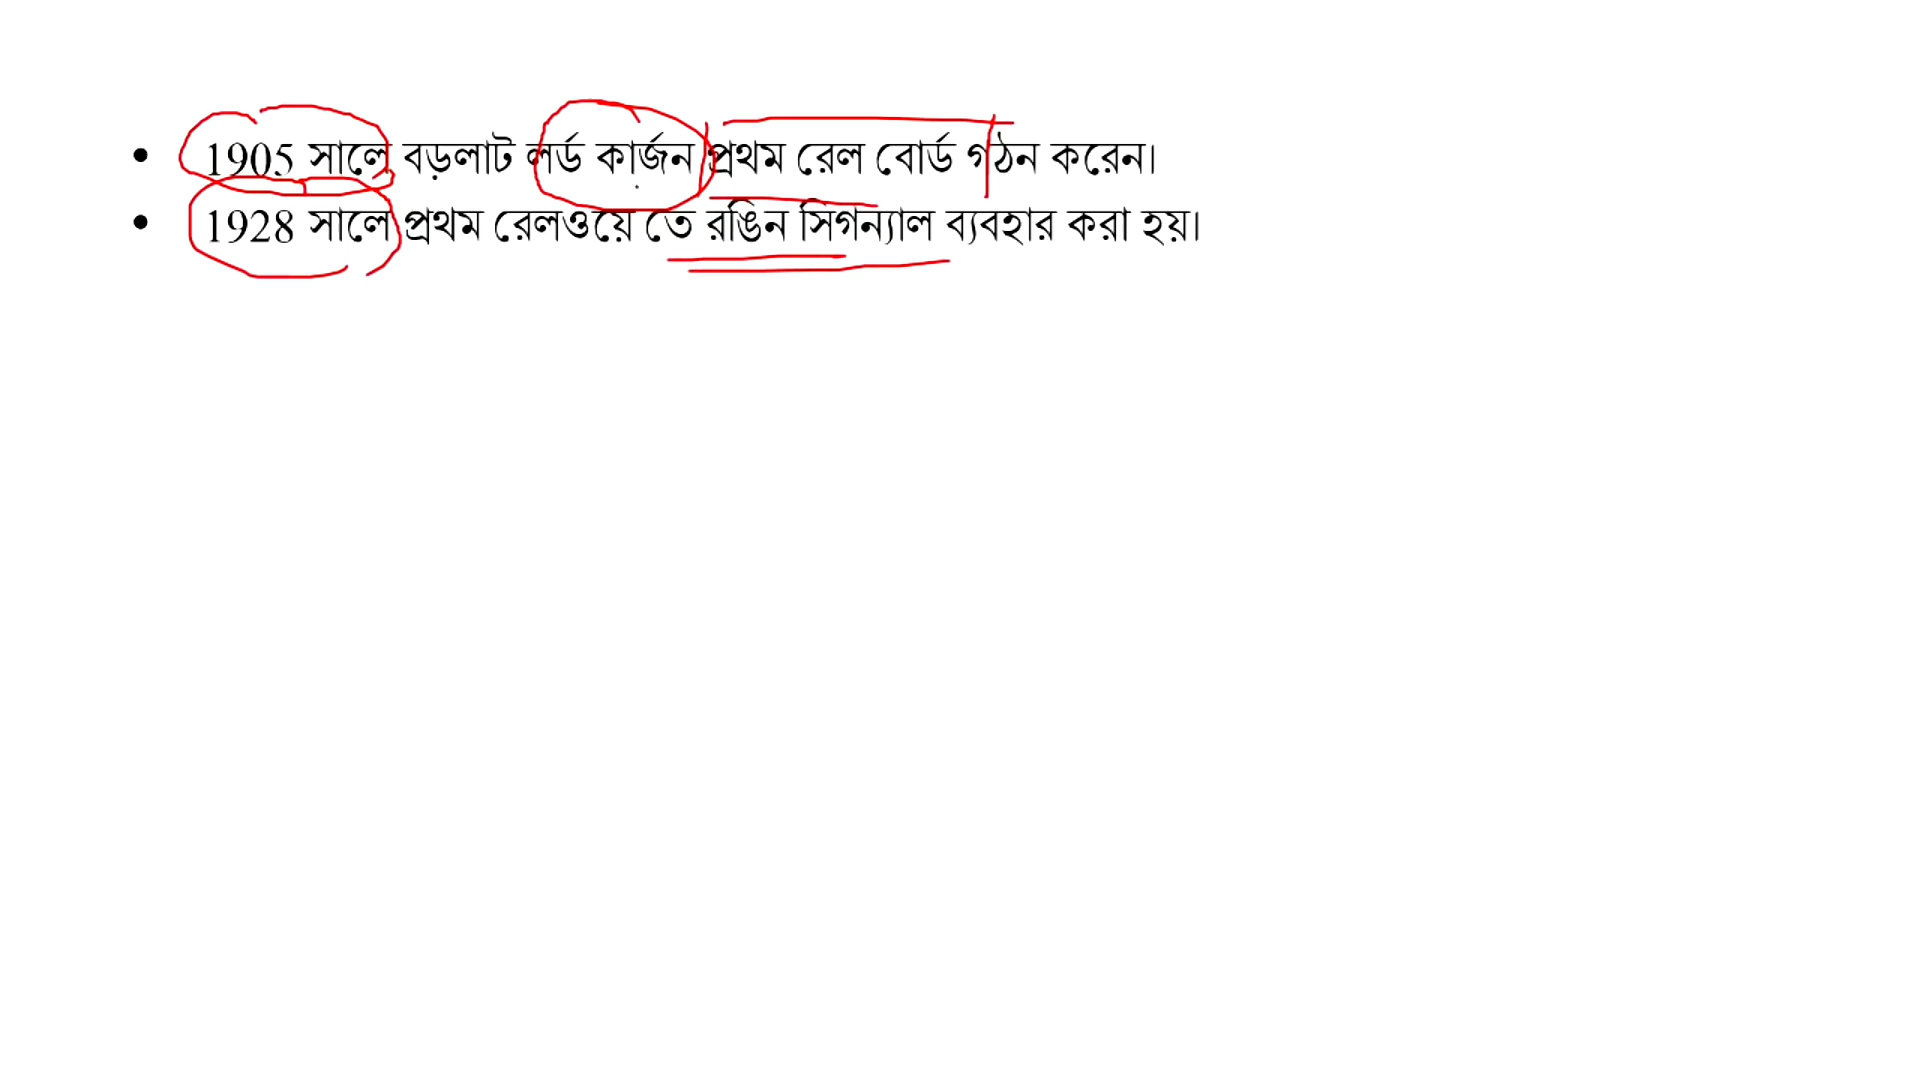 • 1905 সালে বড়লাট লর্ড কার্জন প্রথম রেল বোর্ড গঠন করেন।
• 1928 সালে প্রথম রেলওয়ে তে রঙিন সিগন্যাল ব্যবহার করা হয়।